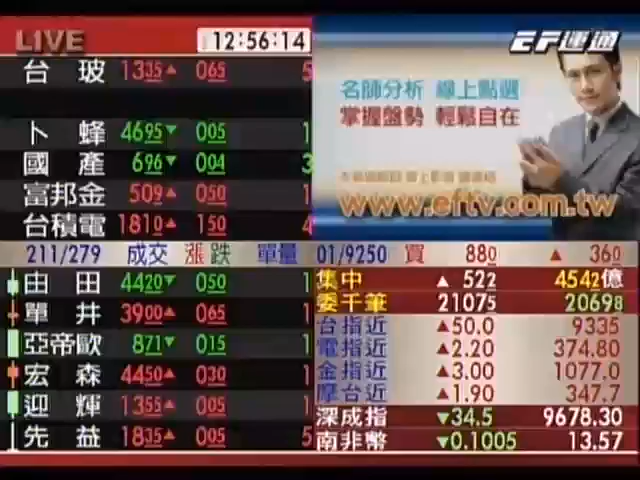 LIVE 12:56:14
台玻 1335▲ 065 5
卜蜂 4695▼ 005 1
國產 696▼ 004 3
富邦金 509▲ 050 1
台積電 1810▲ 150 4
211/279 成交 漲跌 單量
由田 4420▼ 050 1
單井 3900▲ 065 1
亞帝歐 871▼ 015 1
宏森 4450▲ 030 1
迎輝 1355▲ 005 1
先益 1835▲ 005 5
EF運通
名師分析 線上點選
掌握盤勢 輕鬆自在
www.eftv.com.tw
01/9250 買 880 ▲ 360
集中 ▲ 522 4542億
委千筆 21075 20698
台指近 ▲50.0 9335
電指近 ▲2.20 374.80
金指近 ▲3.00 1077.0
摩台近 ▲1.90 347.7
深成指 ▼34.5 9678.30
南非幣 ▼0.1005 13.57